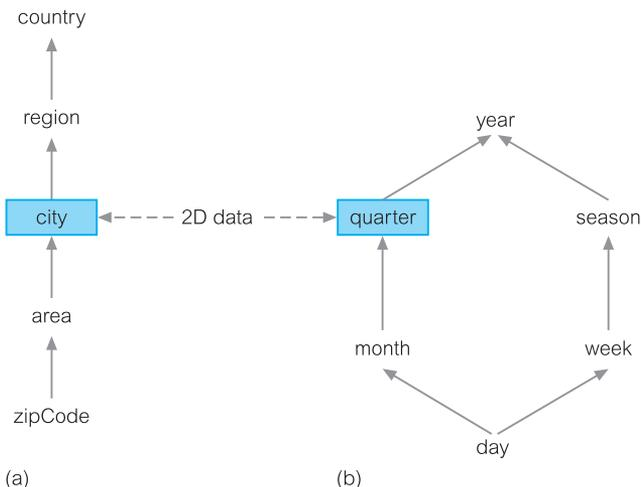 country
region
year
city
2D data
quarter
season
area
month
week
zipCode
day
(a)
(b)